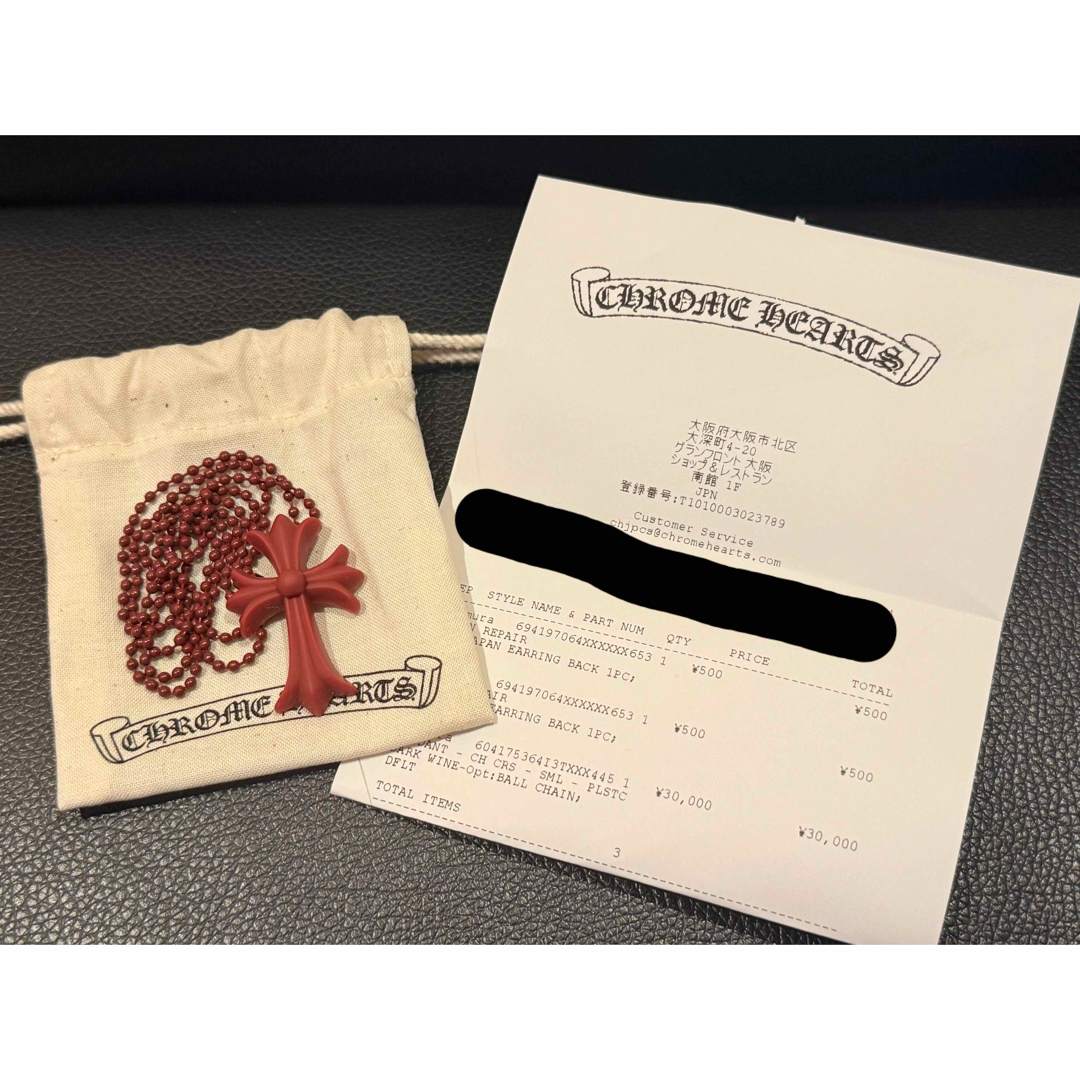 CHROME HEARTS
CHROME HEARTS
大阪府大阪市北区
大深町4-20
グランフロント大阪
ショップ&レストラン
南館 1F
JPN
登録番号:T1010003023789
Customer Service
chjpcs@chromehearts.com
STYLE NAME & PART NUM QTY PRICE TOTAL
694197064XXXXXX653 1 ¥500 ¥500
REPAIR
EARRING BACK 1PC;
694197064XXXXXX653 1 ¥500 ¥500
EARRING BACK 1PC;
604175364I3TXXX445 1 ¥30,000 ¥30,000
- CH CRS - SML - PLSTC
WINE-Opt:BALL CHAIN;
DFLT
TOTAL ITEMS 3